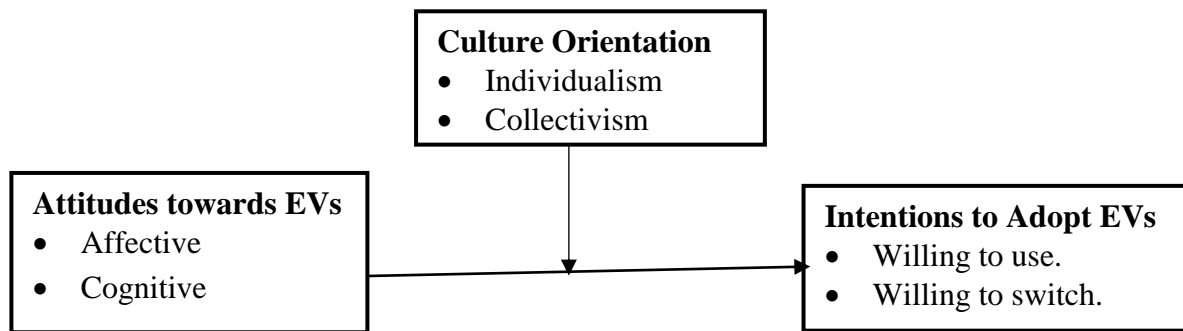 Culture Orientation
• Individualism
• Collectivism
Attitudes towards EVs
• Affective
• Cognitive
Intentions to Adopt EVs
• Willing to use.
• Willing to switch.